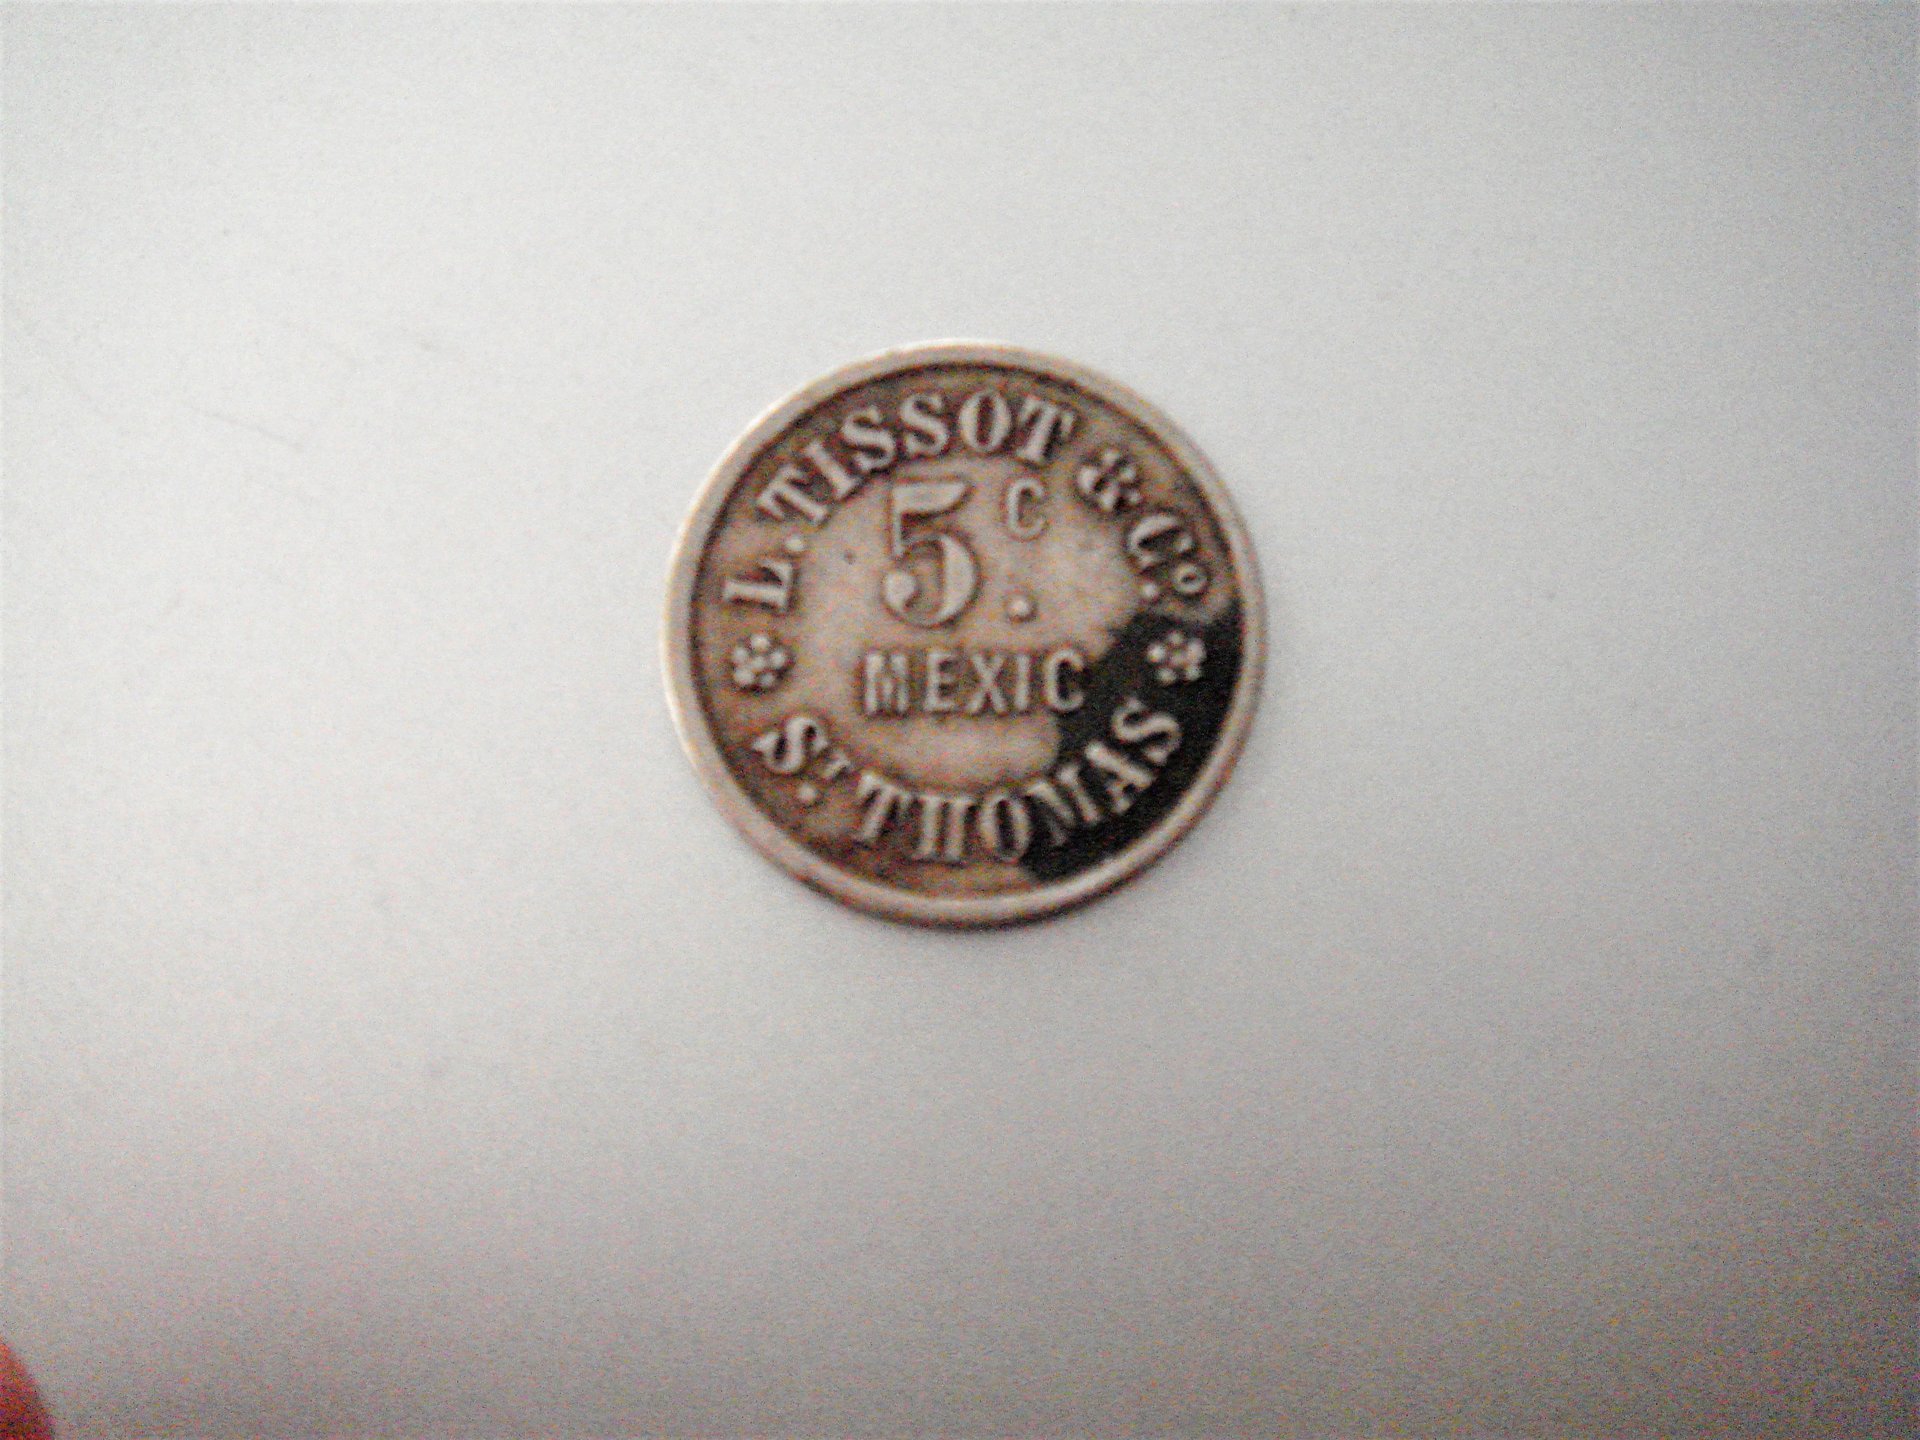 L. TISSOT & Co.
5 C.
MEXIC
St. THOMAS